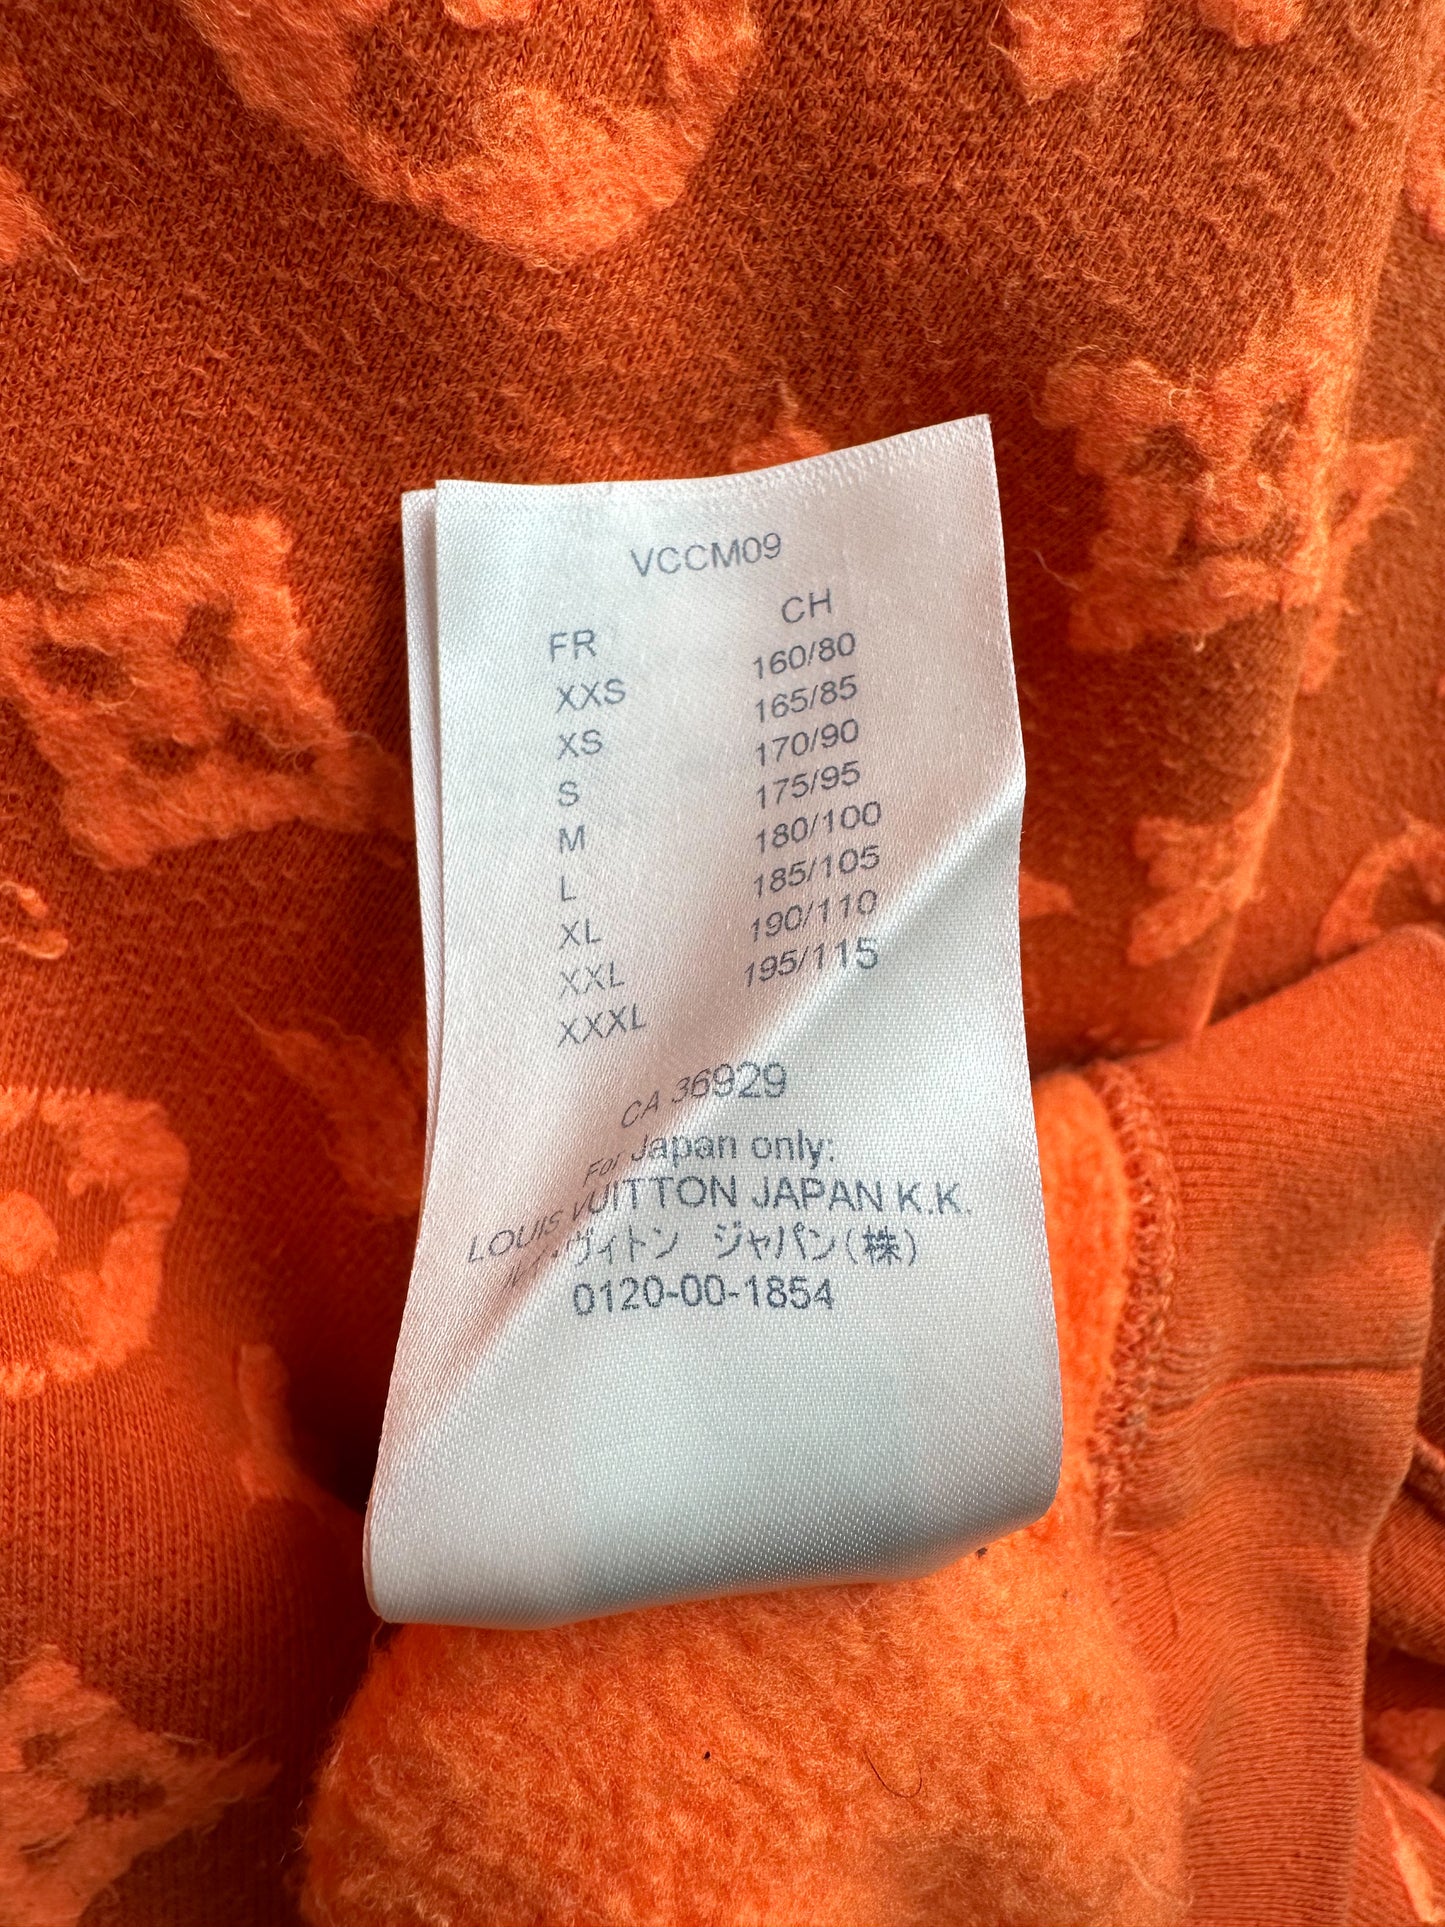 VCCM09
FR CH
XXS 160/80
XS 165/85
S 170/90
M 175/95
L 180/100
XL 185/105
XXL 190/110
XXXL 195/115
CA 36929
For Japan only:
LOUIS VUITTON JAPAN K.K.
ヴィトン ジャパン(株)
0120-00-1854